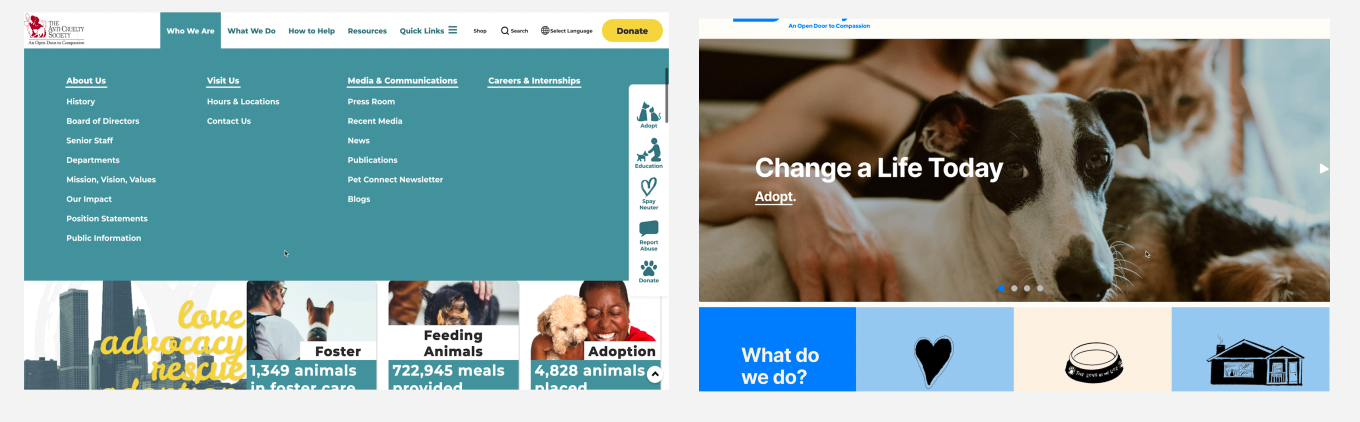 THE
ANTI-CRUELTY
SOCIETY
An Open Door to Compassion
Who We Are
What We Do
How to Help
Resources
Quick Links
Shop
Search
Select Language
Donate
About Us
History
Board of Directors
Senior Staff
Departments
Mission, Vision, Values
Our Impact
Position Statements
Public Information
Visit Us
Hours & Locations
Contact Us
Media & Communications
Press Room
Recent Media
News
Publications
Pet Connect Newsletter
Blogs
Careers & Internships
Adopt
Education
Spay
Neuter
Report
Abuse
Donate
love
advocacy
rescue
Foster
1,349 animals
in foster care
Feeding
Animals
722,945 meals
provided
Adoption
4,828 animals
placed
An Open Door to Compassion
Change a Life Today
Adopt.
What do
we do?